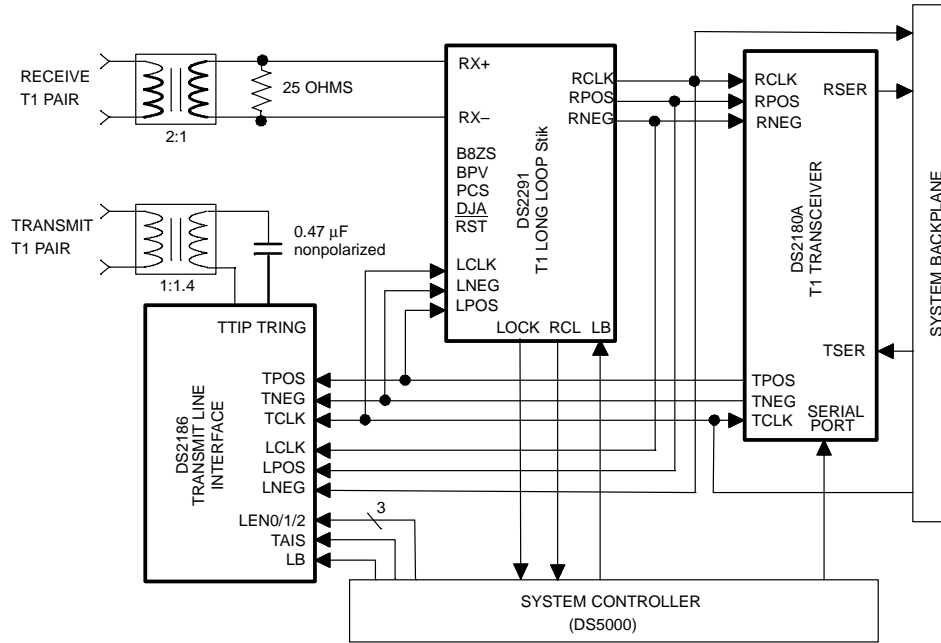 RECEIVE
T1 PAIR
2:1
25 OHMS
TRANSMIT
T1 PAIR
1:1.4
0.47 µF
nonpolarized
RX+
RX–
B8ZS
BPV
PCS
DJA
RST
LCLK
LNEG
LPOS
RCLK
RPOS
RNEG
DS2291
T1 LONG LOOP Stik
LOCK RCL LB
RCLK
RPOS
RNEG
RSER
DS2180A
T1 TRANSCEIVER
TSER
TPOS
TNEG
TCLK
SERIAL
PORT
SYSTEM BACKPLANE
TTIP TRING
DS2186
TRANSMIT LINE
INTERFACE
TPOS
TNEG
TCLK
LCLK
LPOS
LNEG
LEN0/1/2
TAIS
LB
3
SYSTEM CONTROLLER
(DS5000)